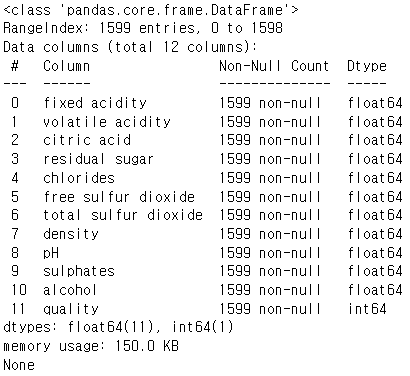 <class 'pandas.core.frame.DataFrame'>
RangeIndex: 1599 entries, 0 to 1598
Data columns (total 12 columns):
 #   Column                Non-Null Count  Dtype
---  ------                --------------  -----
 0   fixed acidity         1599 non-null   float64
 1   volatile acidity      1599 non-null   float64
 2   citric acid           1599 non-null   float64
 3   residual sugar        1599 non-null   float64
 4   chlorides             1599 non-null   float64
 5   free sulfur dioxide   1599 non-null   float64
 6   total sulfur dioxide  1599 non-null   float64
 7   density               1599 non-null   float64
 8   pH                    1599 non-null   float64
 9   sulphates             1599 non-null   float64
 10  alcohol               1599 non-null   float64
 11  quality               1599 non-null   int64
dtypes: float64(11), int64(1)
memory usage: 150.0 KB
None